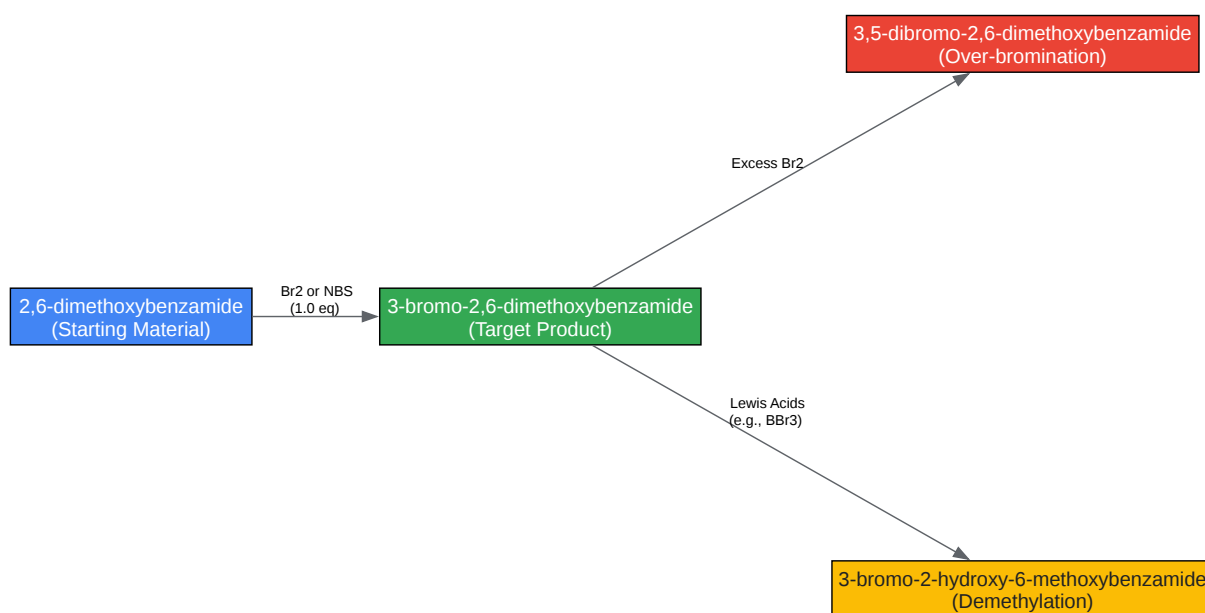 3,5-dibromo-2,6-dimethoxybenzamide
(Over-bromination)
Excess Br2
Br2 or NBS
(1.0 eq)
2,6-dimethoxybenzamide
(Starting Material)
3-bromo-2,6-dimethoxybenzamide
(Target Product)
Lewis Acids
(e.g., BBr3)
3-bromo-2-hydroxy-6-methoxybenzamide
(Demethylation)